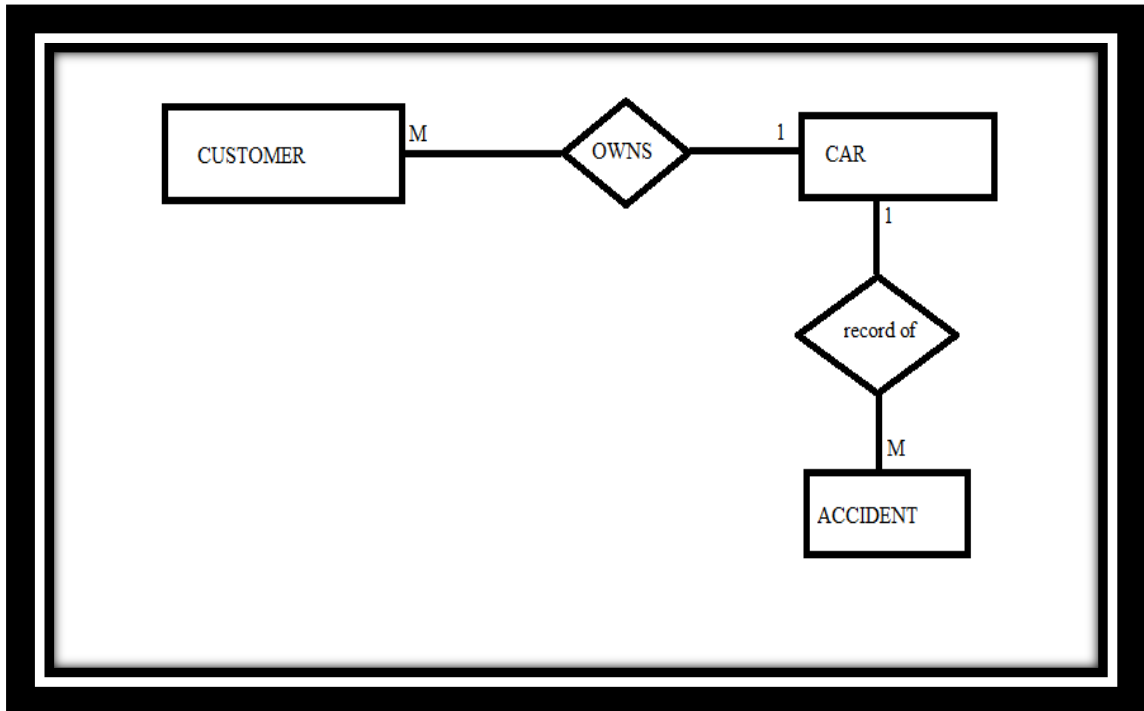 CUSTOMER
M
OWNS
1
CAR
1
record of
M
ACCIDENT